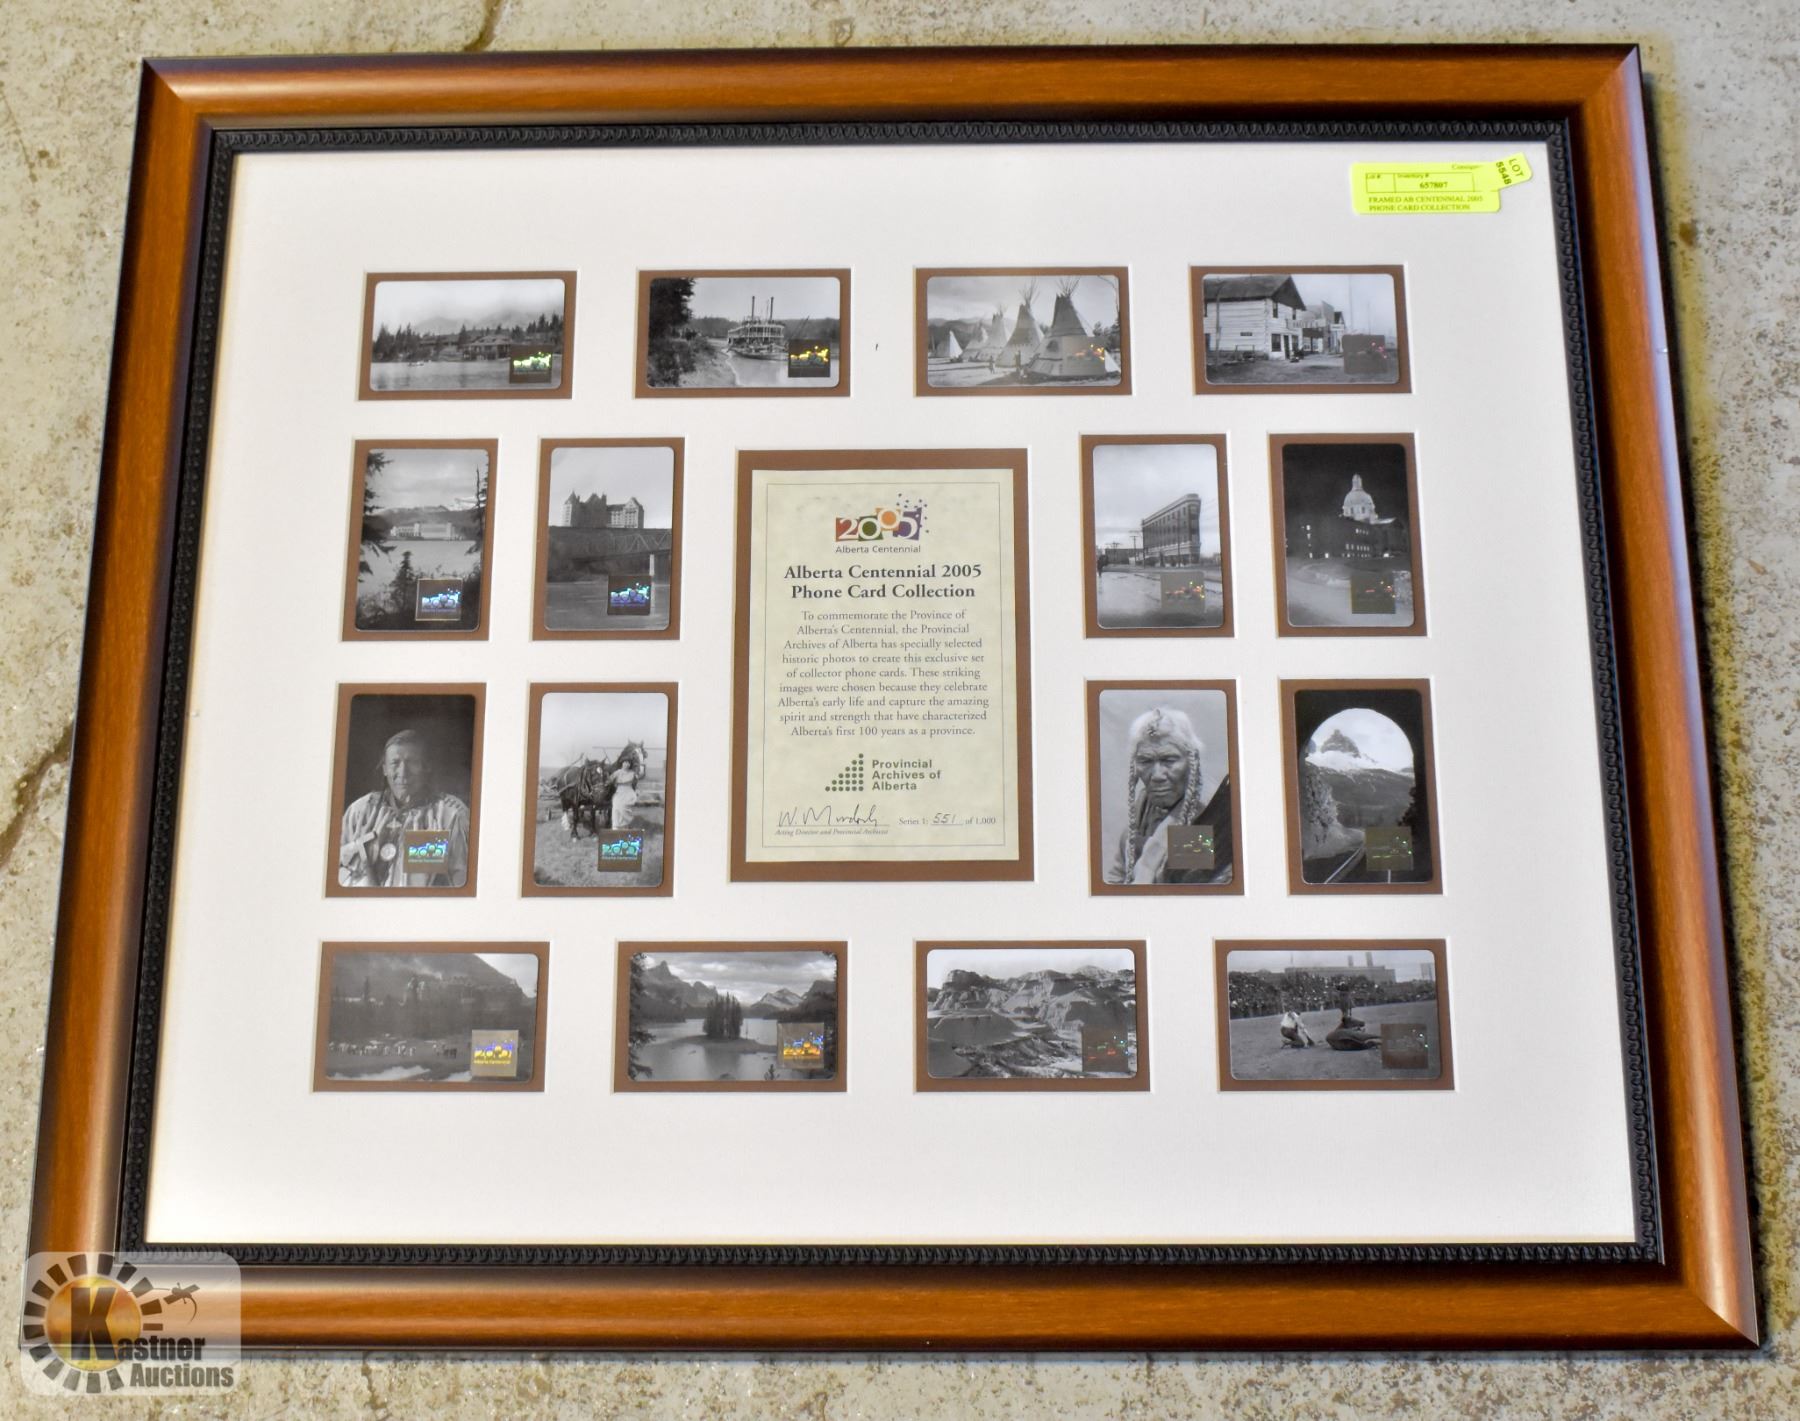 Consign
LOT
8548
Lot #: Inventory #
657807
FRAMED AB CENTENNIAL 2005
PHONE CARD COLLECTION
2005
Alberta Centennial
Alberta Centennial 2005
Phone Card Collection
To commemorate the Province of
Alberta's Centennial, the Provincial
Archives of Alberta has specially selected
historic photos to create this exclusive set
of collector phone cards. These striking
images were chosen because they celebrate
Alberta's early life and capture the amazing
spirit and strength that have characterized
Alberta's first 100 years as a province.
Provincial
Archives of
Alberta
Series 1: 551 of 1,000
Acting Director and Provincial Archivist
Kastner
Auctions